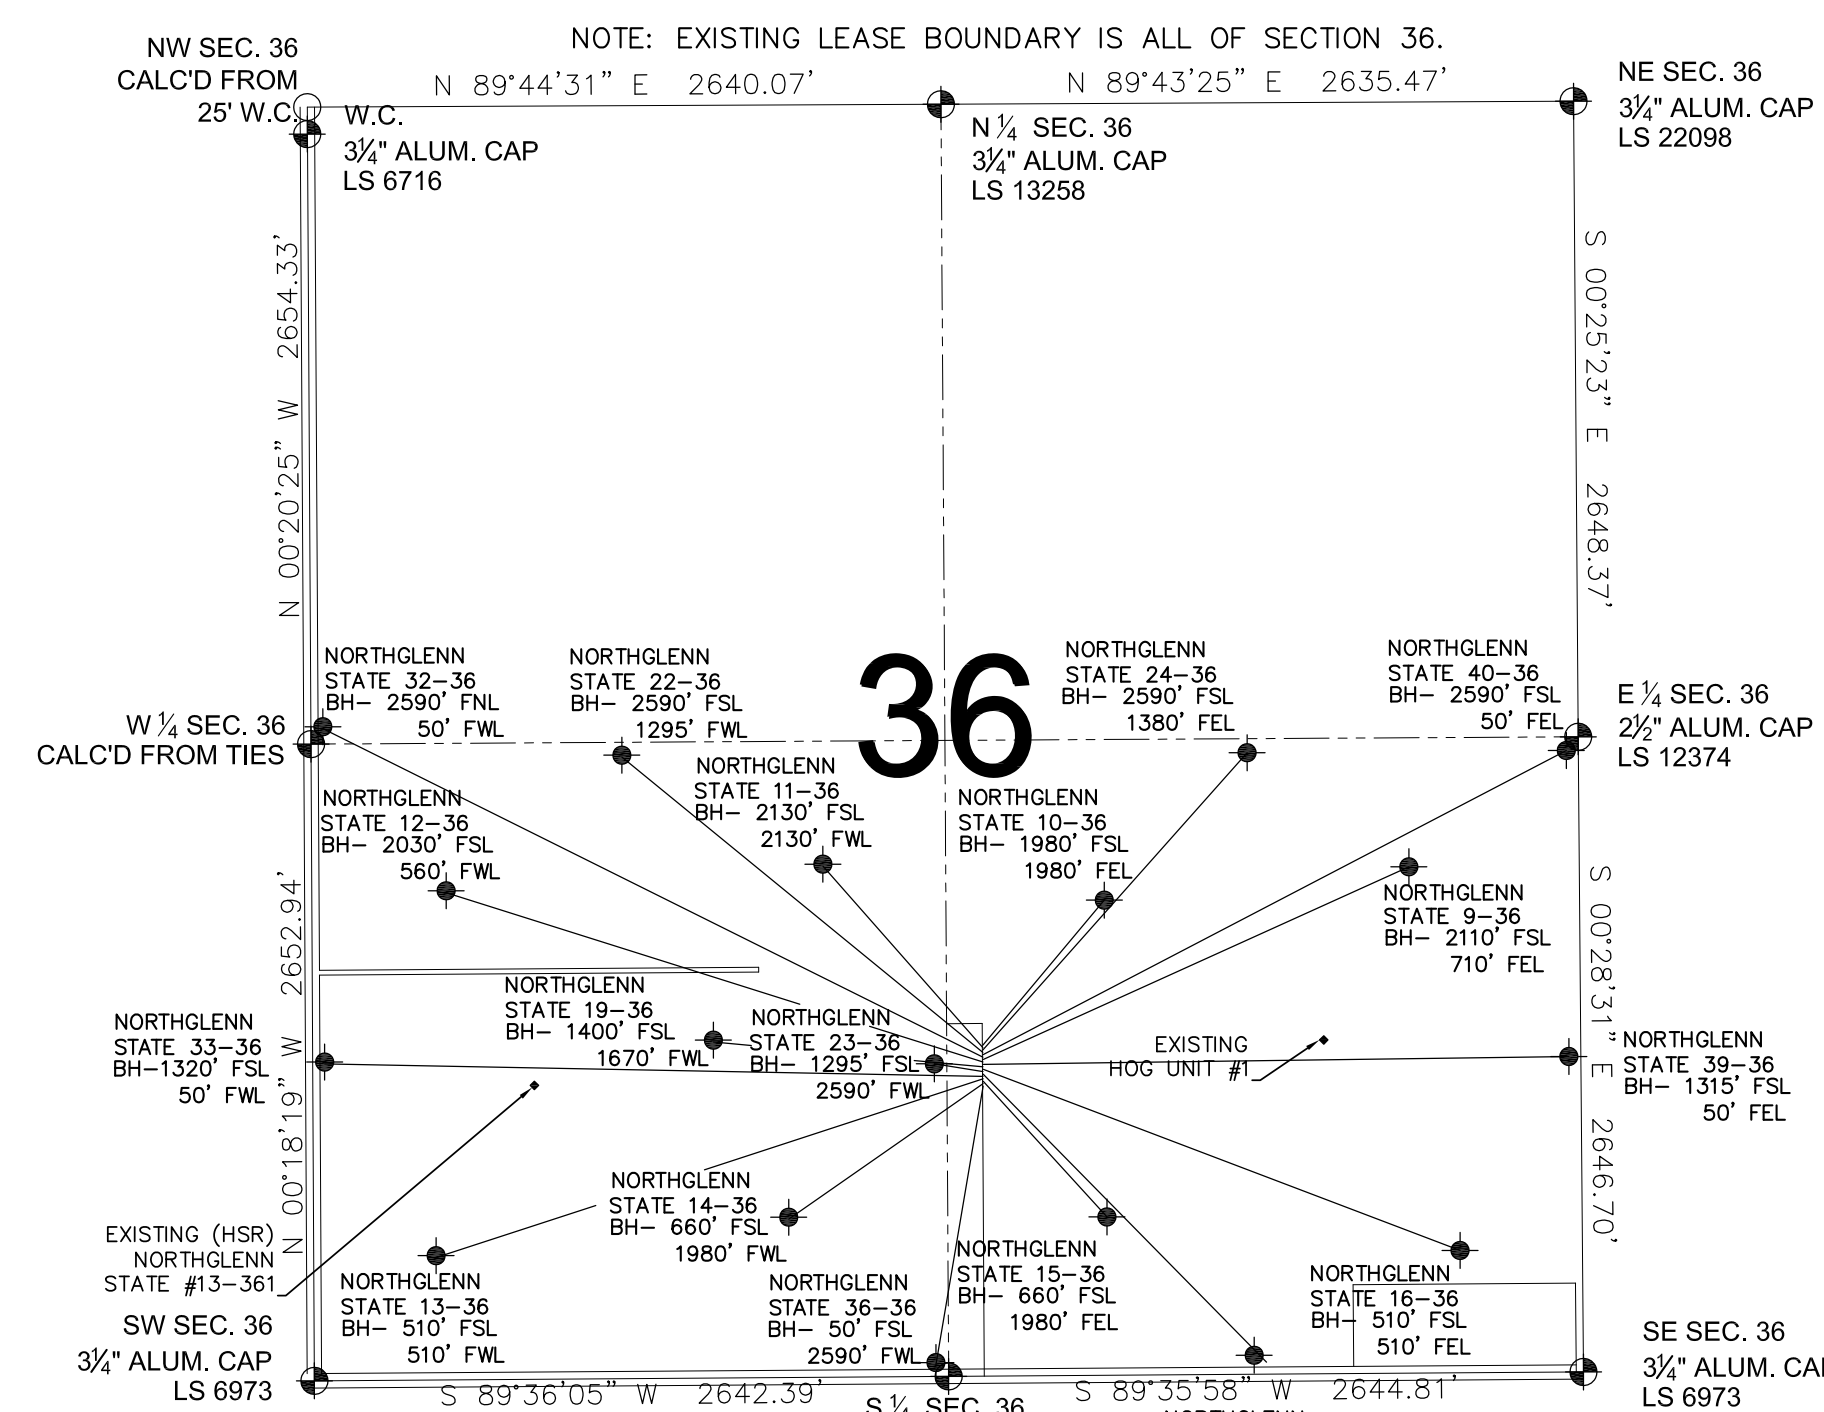 NOTE: EXISTING LEASE BOUNDARY IS ALL OF SECTION 36.
NW SEC. 36
CALC'D FROM
25' W.C.
N 89°44'31" E 2640.07'
N 89°43'25" E 2635.47'
NE SEC. 36
3¼" ALUM. CAP
LS 22098
W.C.
3¼" ALUM. CAP
LS 6716
N ¼ SEC. 36
3¼" ALUM. CAP
LS 13258
N 00°20'25" W 2654.33'
S 00°25'23" E 2648.37'
36
NORTHGLENN
STATE 32-36
BH- 2590' FNL
50' FWL
NORTHGLENN
STATE 22-36
BH- 2590' FSL
1295' FWL
NORTHGLENN
STATE 24-36
BH- 2590' FSL
1380' FEL
NORTHGLENN
STATE 40-36
BH- 2590' FSL
50' FEL
W ¼ SEC. 36
CALC'D FROM TIES
E ¼ SEC. 36
2½" ALUM. CAP
LS 12374
NORTHGLENN
STATE 12-36
BH- 2030' FSL
560' FWL
NORTHGLENN
STATE 11-36
BH- 2130' FSL
2130' FWL
NORTHGLENN
STATE 10-36
BH- 1980' FSL
1980' FEL
NORTHGLENN
STATE 9-36
BH- 2110' FSL
710' FEL
N 00°18'19" W 2652.94'
S 00°28'31" E 2646.70'
NORTHGLENN
STATE 33-36
BH-1320' FSL
50' FWL
NORTHGLENN
STATE 19-36
BH- 1400' FSL
1670' FWL
NORTHGLENN
STATE 23-36
BH- 1295' FSL
2590' FWL
EXISTING
HOG UNIT #1
NORTHGLENN
STATE 39-36
BH- 1315' FSL
50' FEL
EXISTING (HSR)
NORTHGLENN
STATE #13-361
NORTHGLENN
STATE 14-36
BH- 660' FSL
1980' FWL
NORTHGLENN
STATE 13-36
BH- 510' FSL
510' FWL
NORTHGLENN
STATE 36-36
BH- 50' FSL
2590' FWL
NORTHGLENN
STATE 15-36
BH- 660' FSL
1980' FEL
NORTHGLENN
STATE 16-36
BH- 510' FSL
510' FEL
SW SEC. 36
3¼" ALUM. CAP
LS 6973
SE SEC. 36
3¼" ALUM. CA
LS 6973
S 89°36'05" W 2642.39'
S 89°35'58" W 2644.81'
S ¼ SEC. 36
NORTHGLENN